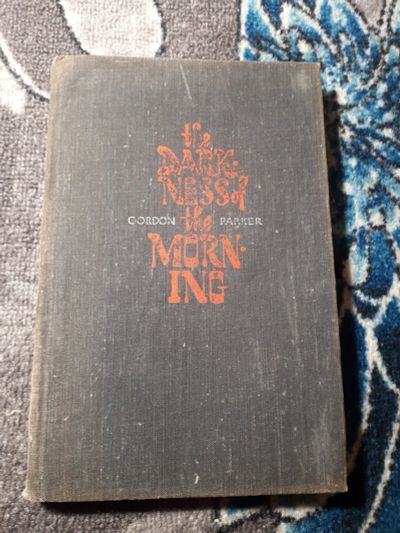 the
DARK-
NESS of
GORDON the PARKER
MORN-
ING